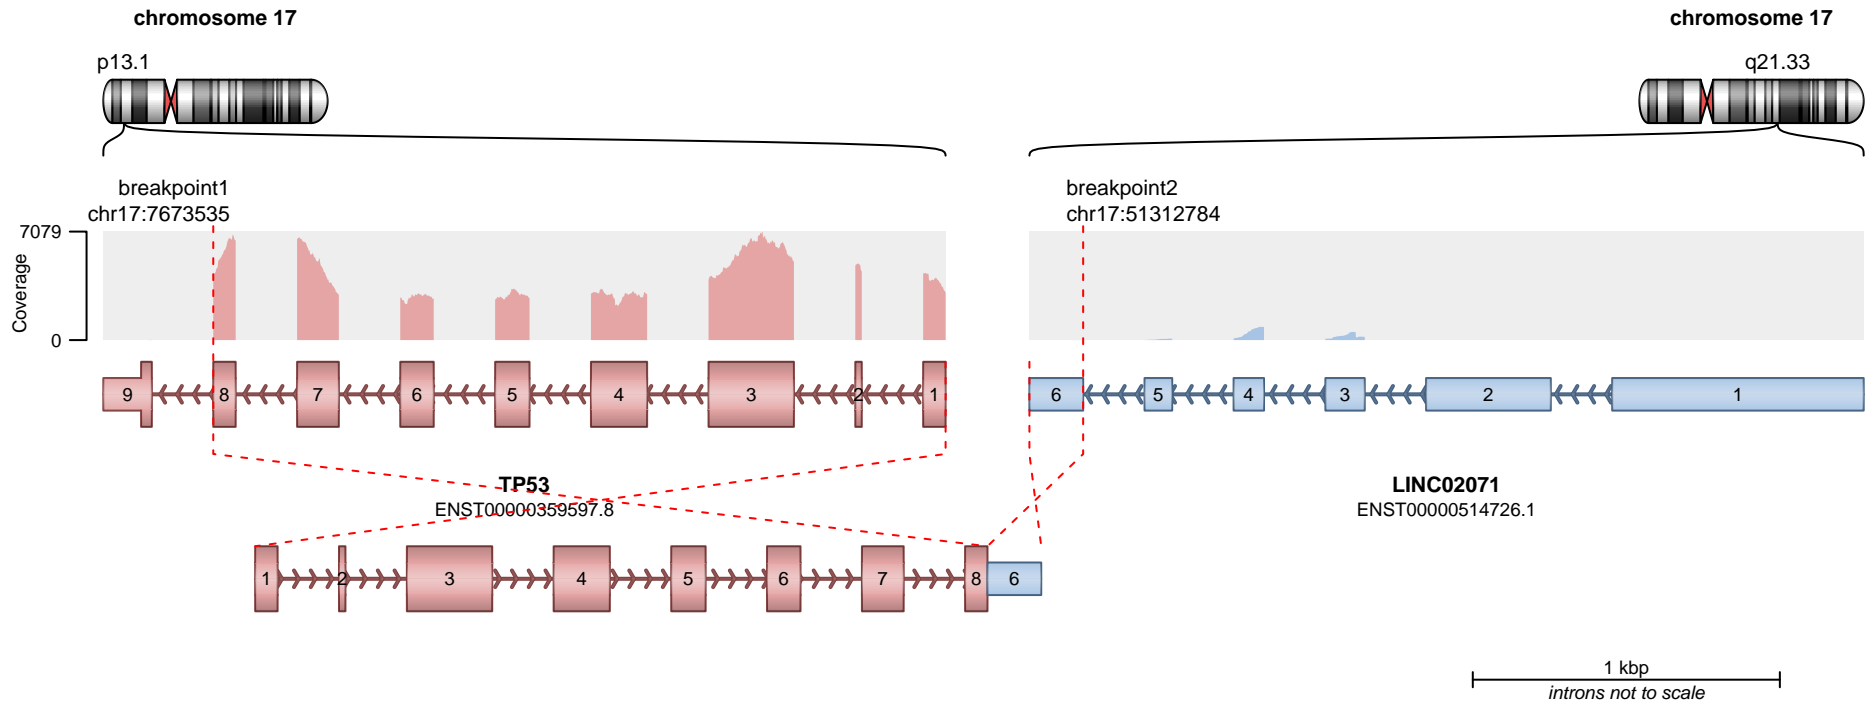 chromosome 17
chromosome 17
p13.1
q21.33
breakpoint1
chr17:7673535
breakpoint2
chr17:51312784
7079
Coverage
0
9 8 7 6 5 4 3 2 1
6 5 4 3 2 1
TP53
ENST00000359597.8
LINC02071
ENST00000514726.1
1 2 3 4 5 6 7 8 6
1 kbp
introns not to scale